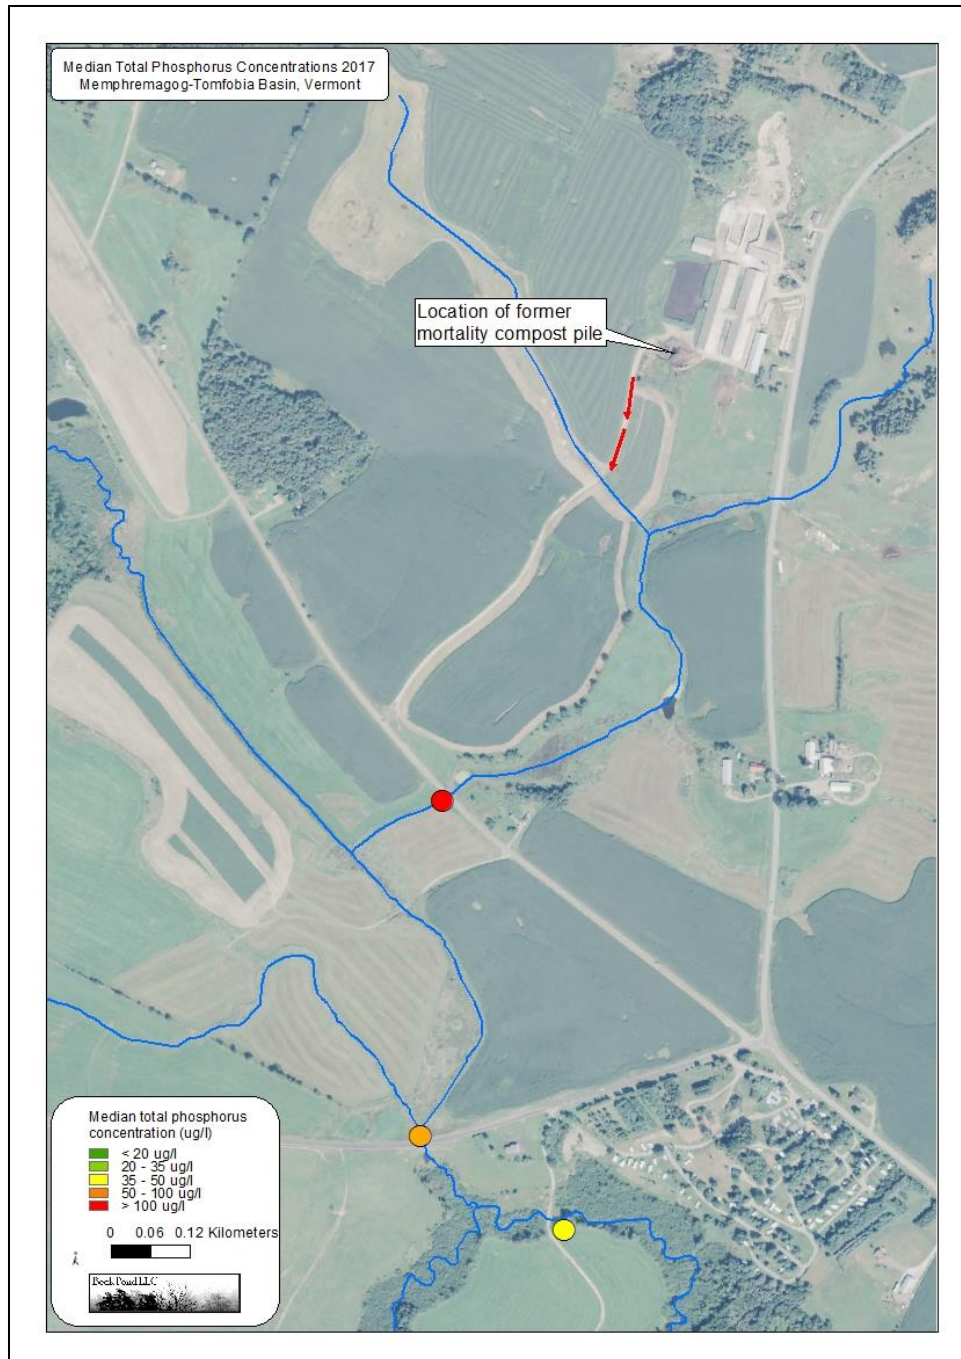 Median Total Phosphorus Concentrations 2017
Memphremagog-Tomfobia Basin, Vermont
Location of former
mortality compost pile
Median total phosphorus
concentration (ug/l)
< 20 ug/l
20 - 35 ug/l
35 - 50 ug/l
50 - 100 ug/l
> 100 ug/l
0 0.06 0.12 Kilometers
Beck Pond LLC